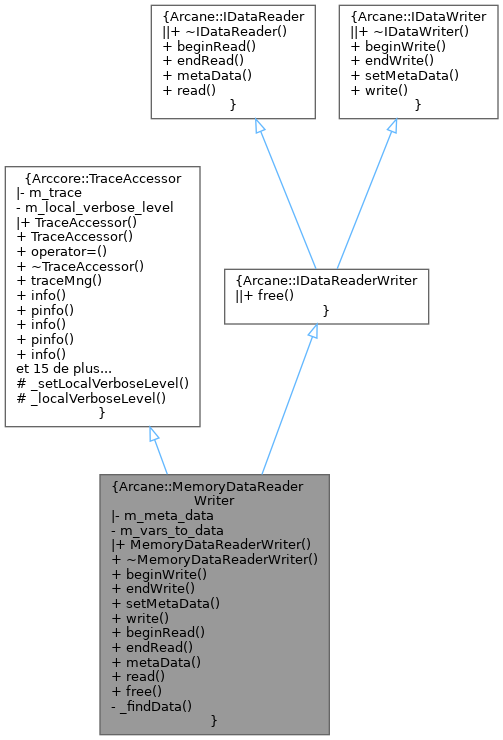 {Arcane::IDataReader
||+ ~IDataReader()
+ beginRead()
+ endRead()
+ metaData()
+ read()
}
{Arcane::IDataWriter
||+ ~IDataWriter()
+ beginWrite()
+ endWrite()
+ setMetaData()
+ write()
}
{Arccore::TraceAccessor
|- m_trace
- m_local_verbose_level
|+ TraceAccessor()
+ TraceAccessor()
+ operator=()
+ ~TraceAccessor()
+ traceMng()
+ info()
+ pinfo()
+ info()
+ pinfo()
+ info()
et 15 de plus...
# _setLocalVerboseLevel()
# _localVerboseLevel()
}
{Arcane::IDataReaderWriter
||+ free()
}
{Arcane::MemoryDataReader
Writer
|- m_meta_data
- m_vars_to_data
|+ MemoryDataReaderWriter()
+ ~MemoryDataReaderWriter()
+ beginWrite()
+ endWrite()
+ setMetaData()
+ write()
+ beginRead()
+ endRead()
+ metaData()
+ read()
+ free()
- _findData()
}